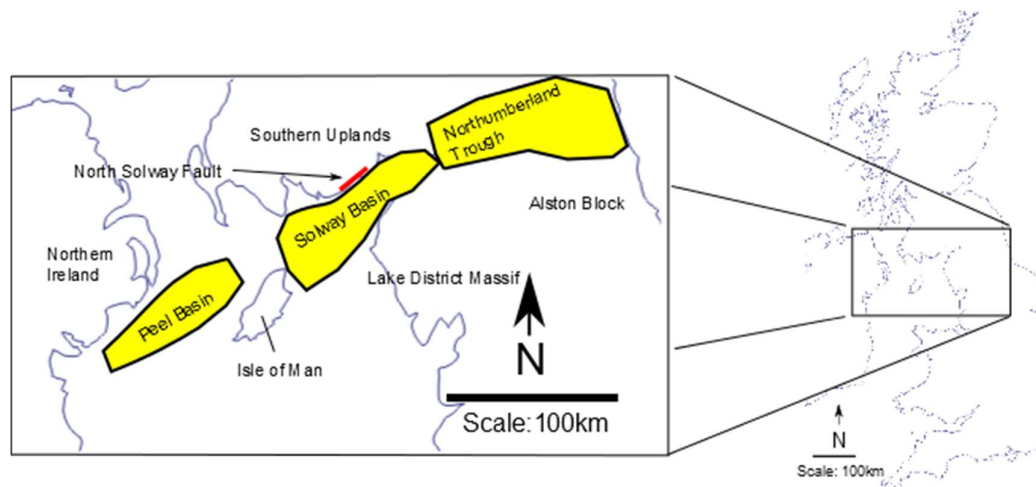 Northumberland
Trough
Southern Uplands
North Solway Fault
Solway Basin
Alston Block
Northern
Ireland
Lake District Massif
Peel Basin
Isle of Man
N
Scale: 100km
N
Scale: 100km